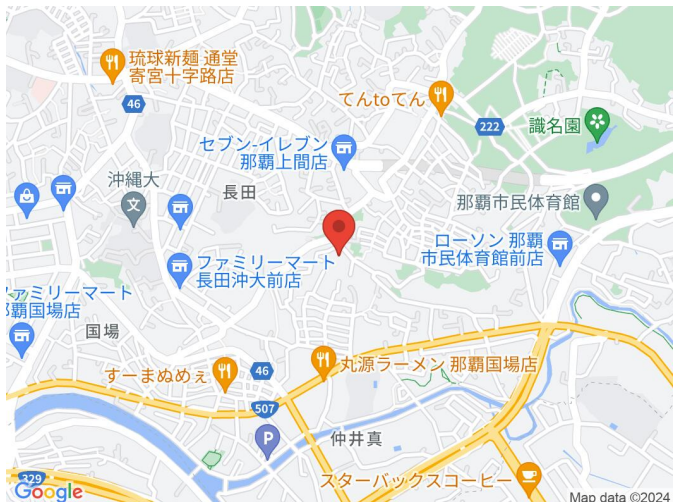 琉球新麺 通堂
寄宮十字路店
46
てんtoてん
222
識名園
セブン-イレブン
那覇上間店
沖縄大
文
長田
那覇市民体育館
ローソン 那覇
市民体育館前店
ファミリーマート
長田沖大前店
ファミリーマート
那覇国場店
国場
すーまぬめぇ
46
丸源ラーメン 那覇国場店
507
P
仲井真
329
スターバックスコーヒー
Google
Map data ©2024